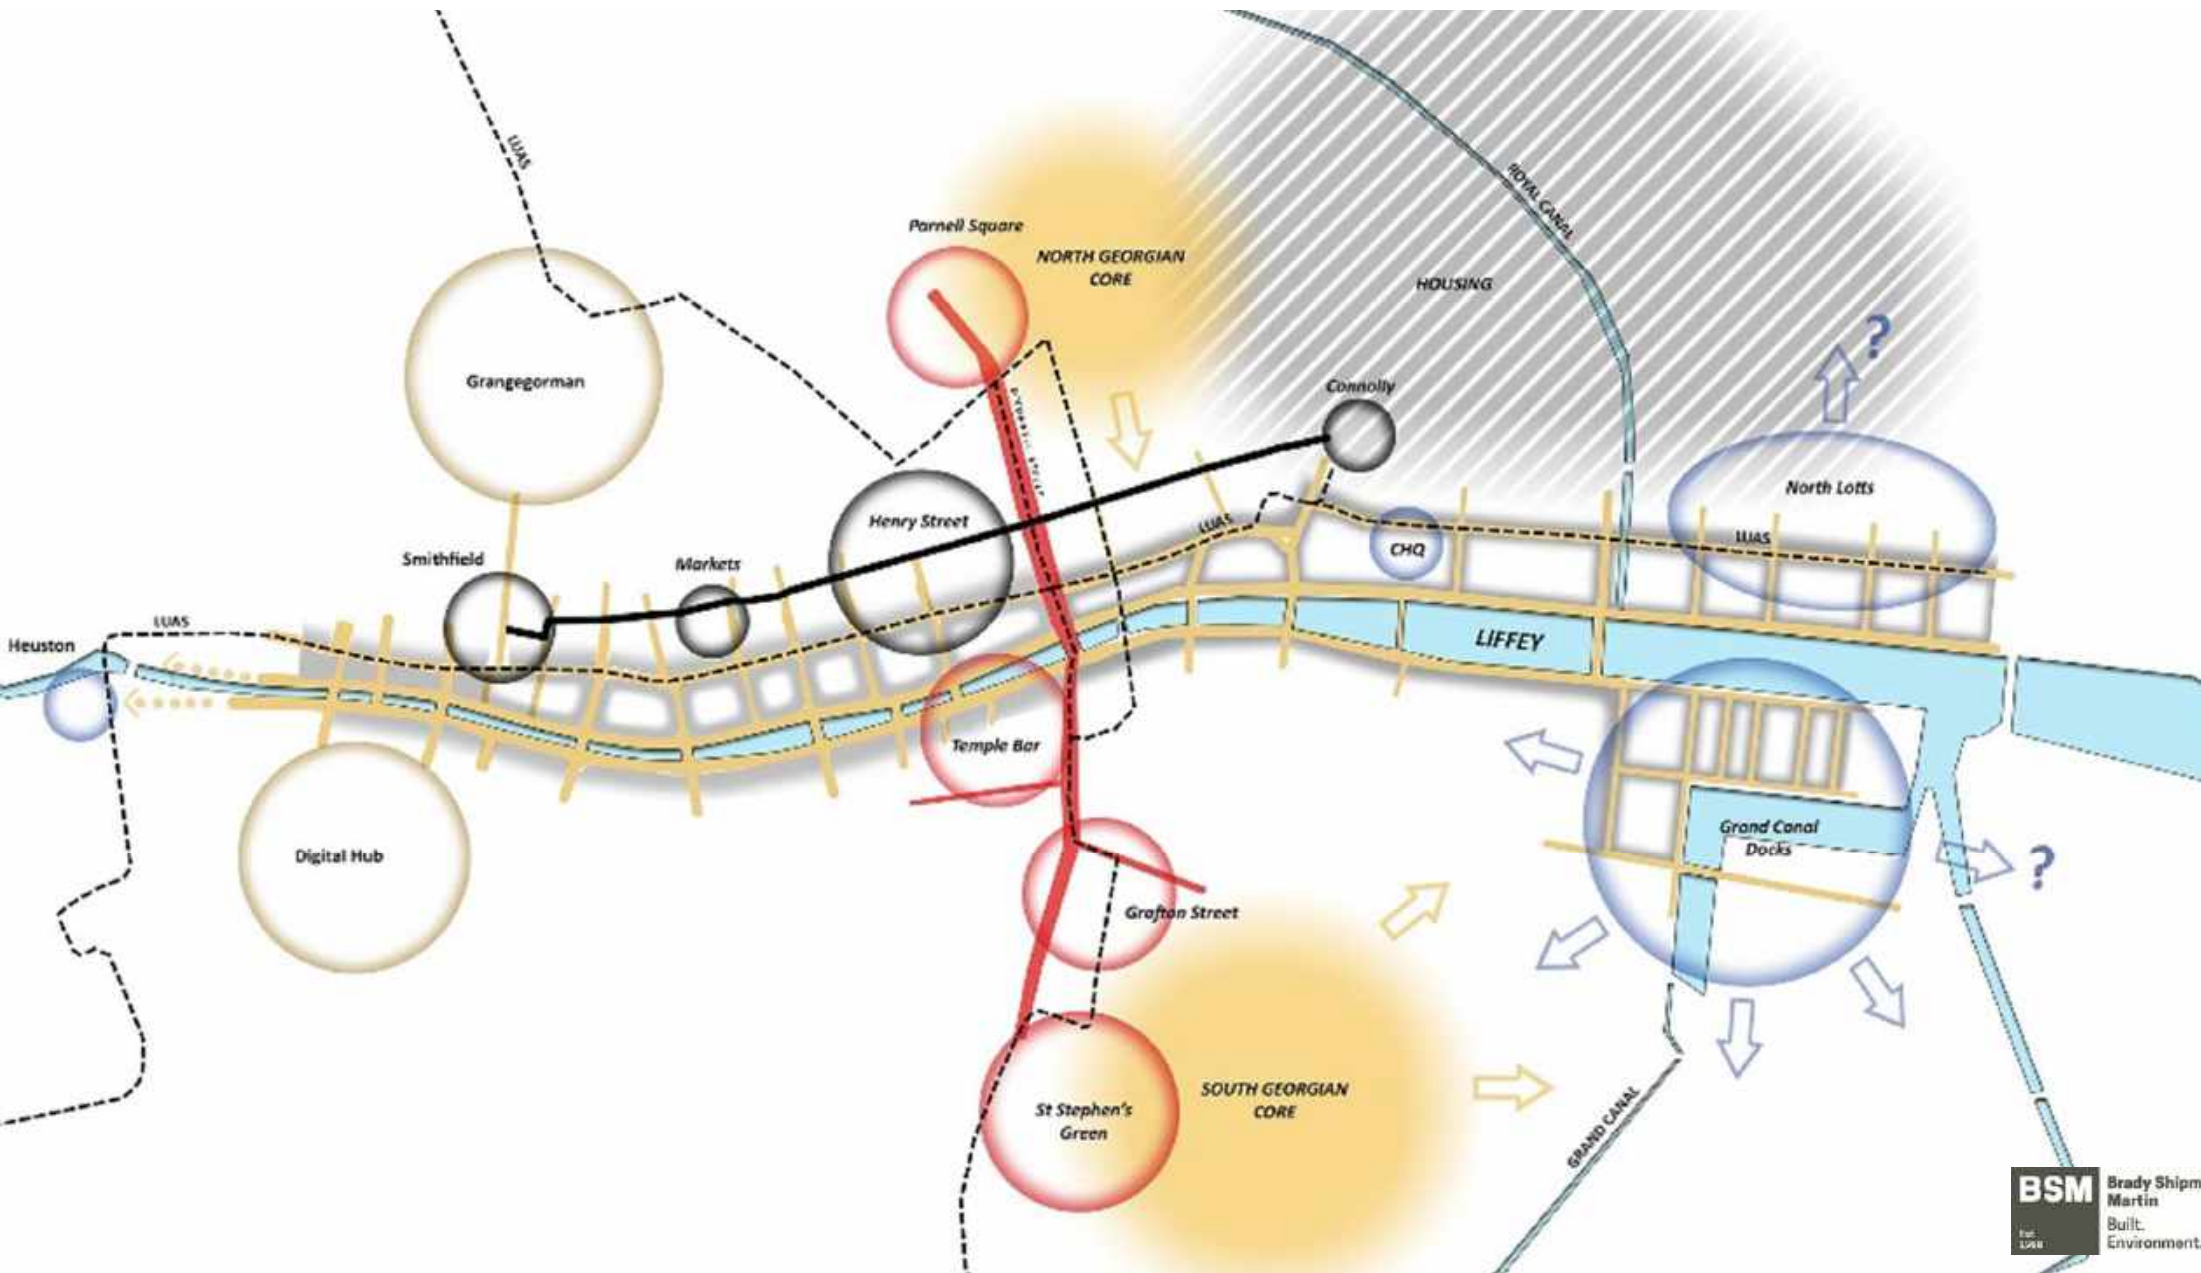 LUAS
ROYAL CANAL
Parnell Square
NORTH GEORGIAN
CORE
HOUSING
?
Grangegorman
Connolly
Henry Street
North Lotts
LUAS
LUAS
CHQ
Smithfield
Markets
LUAS
Heuston
LIFFEY
Temple Bar
Grand Canal
Docks
Digital Hub
?
Grafton Street
SOUTH GEORGIAN
CORE
St Stephen's
Green
GRAND CANAL
BSM
Brady Shipm
Martin
Built.
Environment.